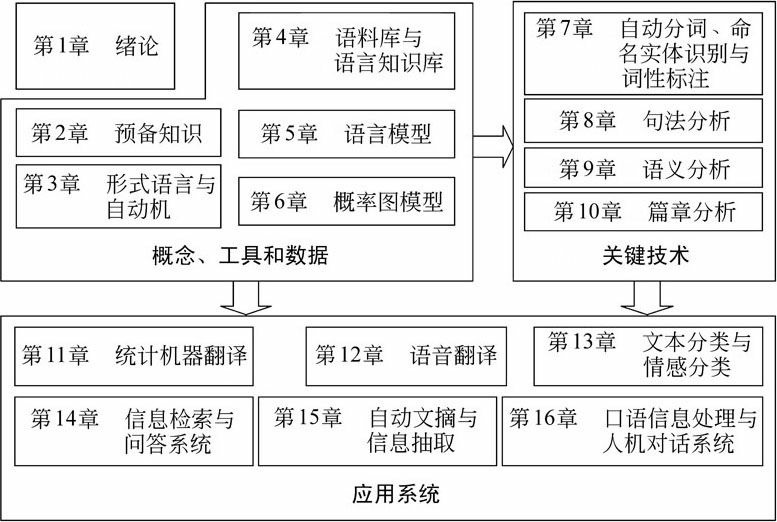 第1章 绪论
第4章 语料库与
语言知识库
第2章 预备知识
第5章 语言模型
第3章 形式语言与
自动机
第6章 概率图模型
概念、工具和数据
第7章 自动分词、命
名实体识别与
词性标注
第8章 句法分析
第9章 语义分析
第10章 篇章分析
关键技术
第11章 统计机器翻译
第12章 语音翻译
第13章 文本分类与
情感分类
第14章 信息检索与
问答系统
第15章 自动文摘与
信息抽取
第16章 口语信息处理与
人机对话系统
应用系统